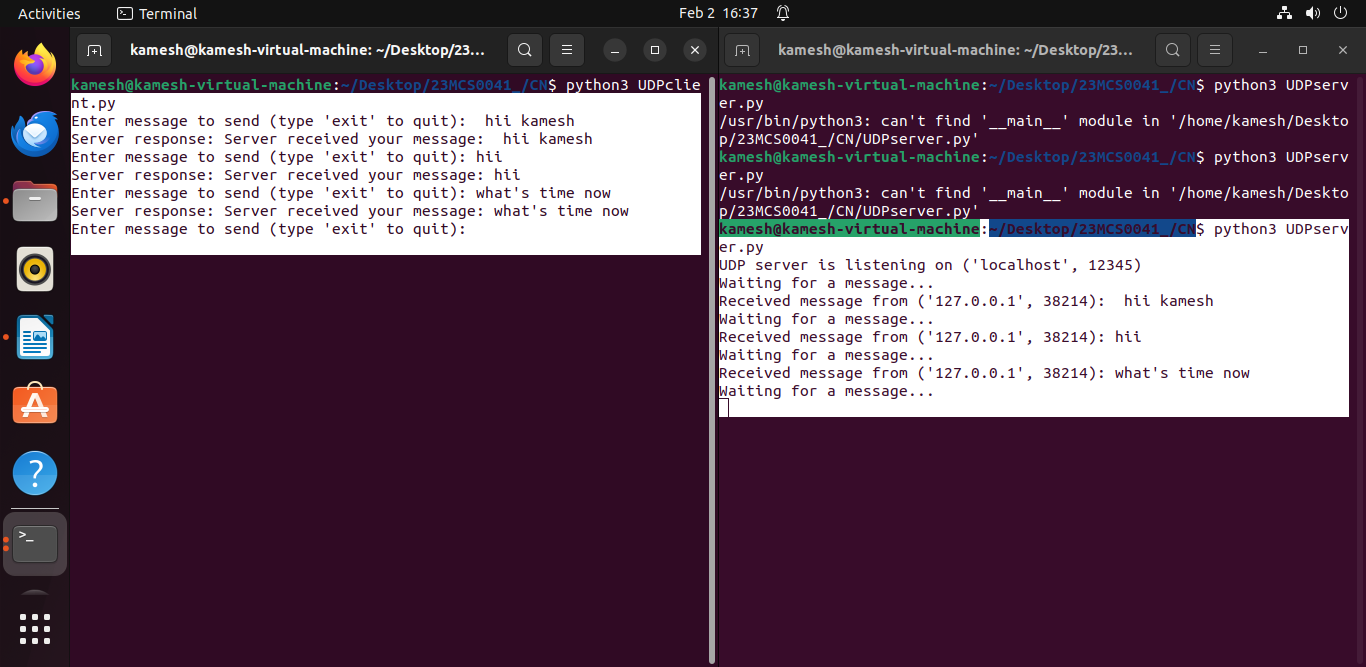 Activities
Terminal
Feb 2 16:37
kamesh@kamesh-virtual-machine: ~/Desktop/23...
kamesh@kamesh-virtual-machine:~/Desktop/23MCS0041_/CN$ python3 UDPclie
nt.py
Enter message to send (type 'exit' to quit):  hii kamesh
Server response: Server received your message:  hii kamesh
Enter message to send (type 'exit' to quit): hii
Server response: Server received your message: hii
Enter message to send (type 'exit' to quit): what's time now
Server response: Server received your message: what's time now
Enter message to send (type 'exit' to quit):
kamesh@kamesh-virtual-machine: ~/Desktop/23...
kamesh@kamesh-virtual-machine:~/Desktop/23MCS0041_/CN$ python3 UDPserv
er.py
/usr/bin/python3: can't find '__main__' module in '/home/kamesh/Deskto
p/23MCS0041_/CN/UDPserver.py'
kamesh@kamesh-virtual-machine:~/Desktop/23MCS0041_/CN$ python3 UDPserv
er.py
/usr/bin/python3: can't find '__main__' module in '/home/kamesh/Deskto
p/23MCS0041_/CN/UDPserver.py'
kamesh@kamesh-virtual-machine:~/Desktop/23MCS0041_/CN$ python3 UDPserv
er.py
UDP server is listening on ('localhost', 12345)
Waiting for a message...
Received message from ('127.0.0.1', 38214):  hii kamesh
Waiting for a message...
Received message from ('127.0.0.1', 38214): hii
Waiting for a message...
Received message from ('127.0.0.1', 38214): what's time now
Waiting for a message...